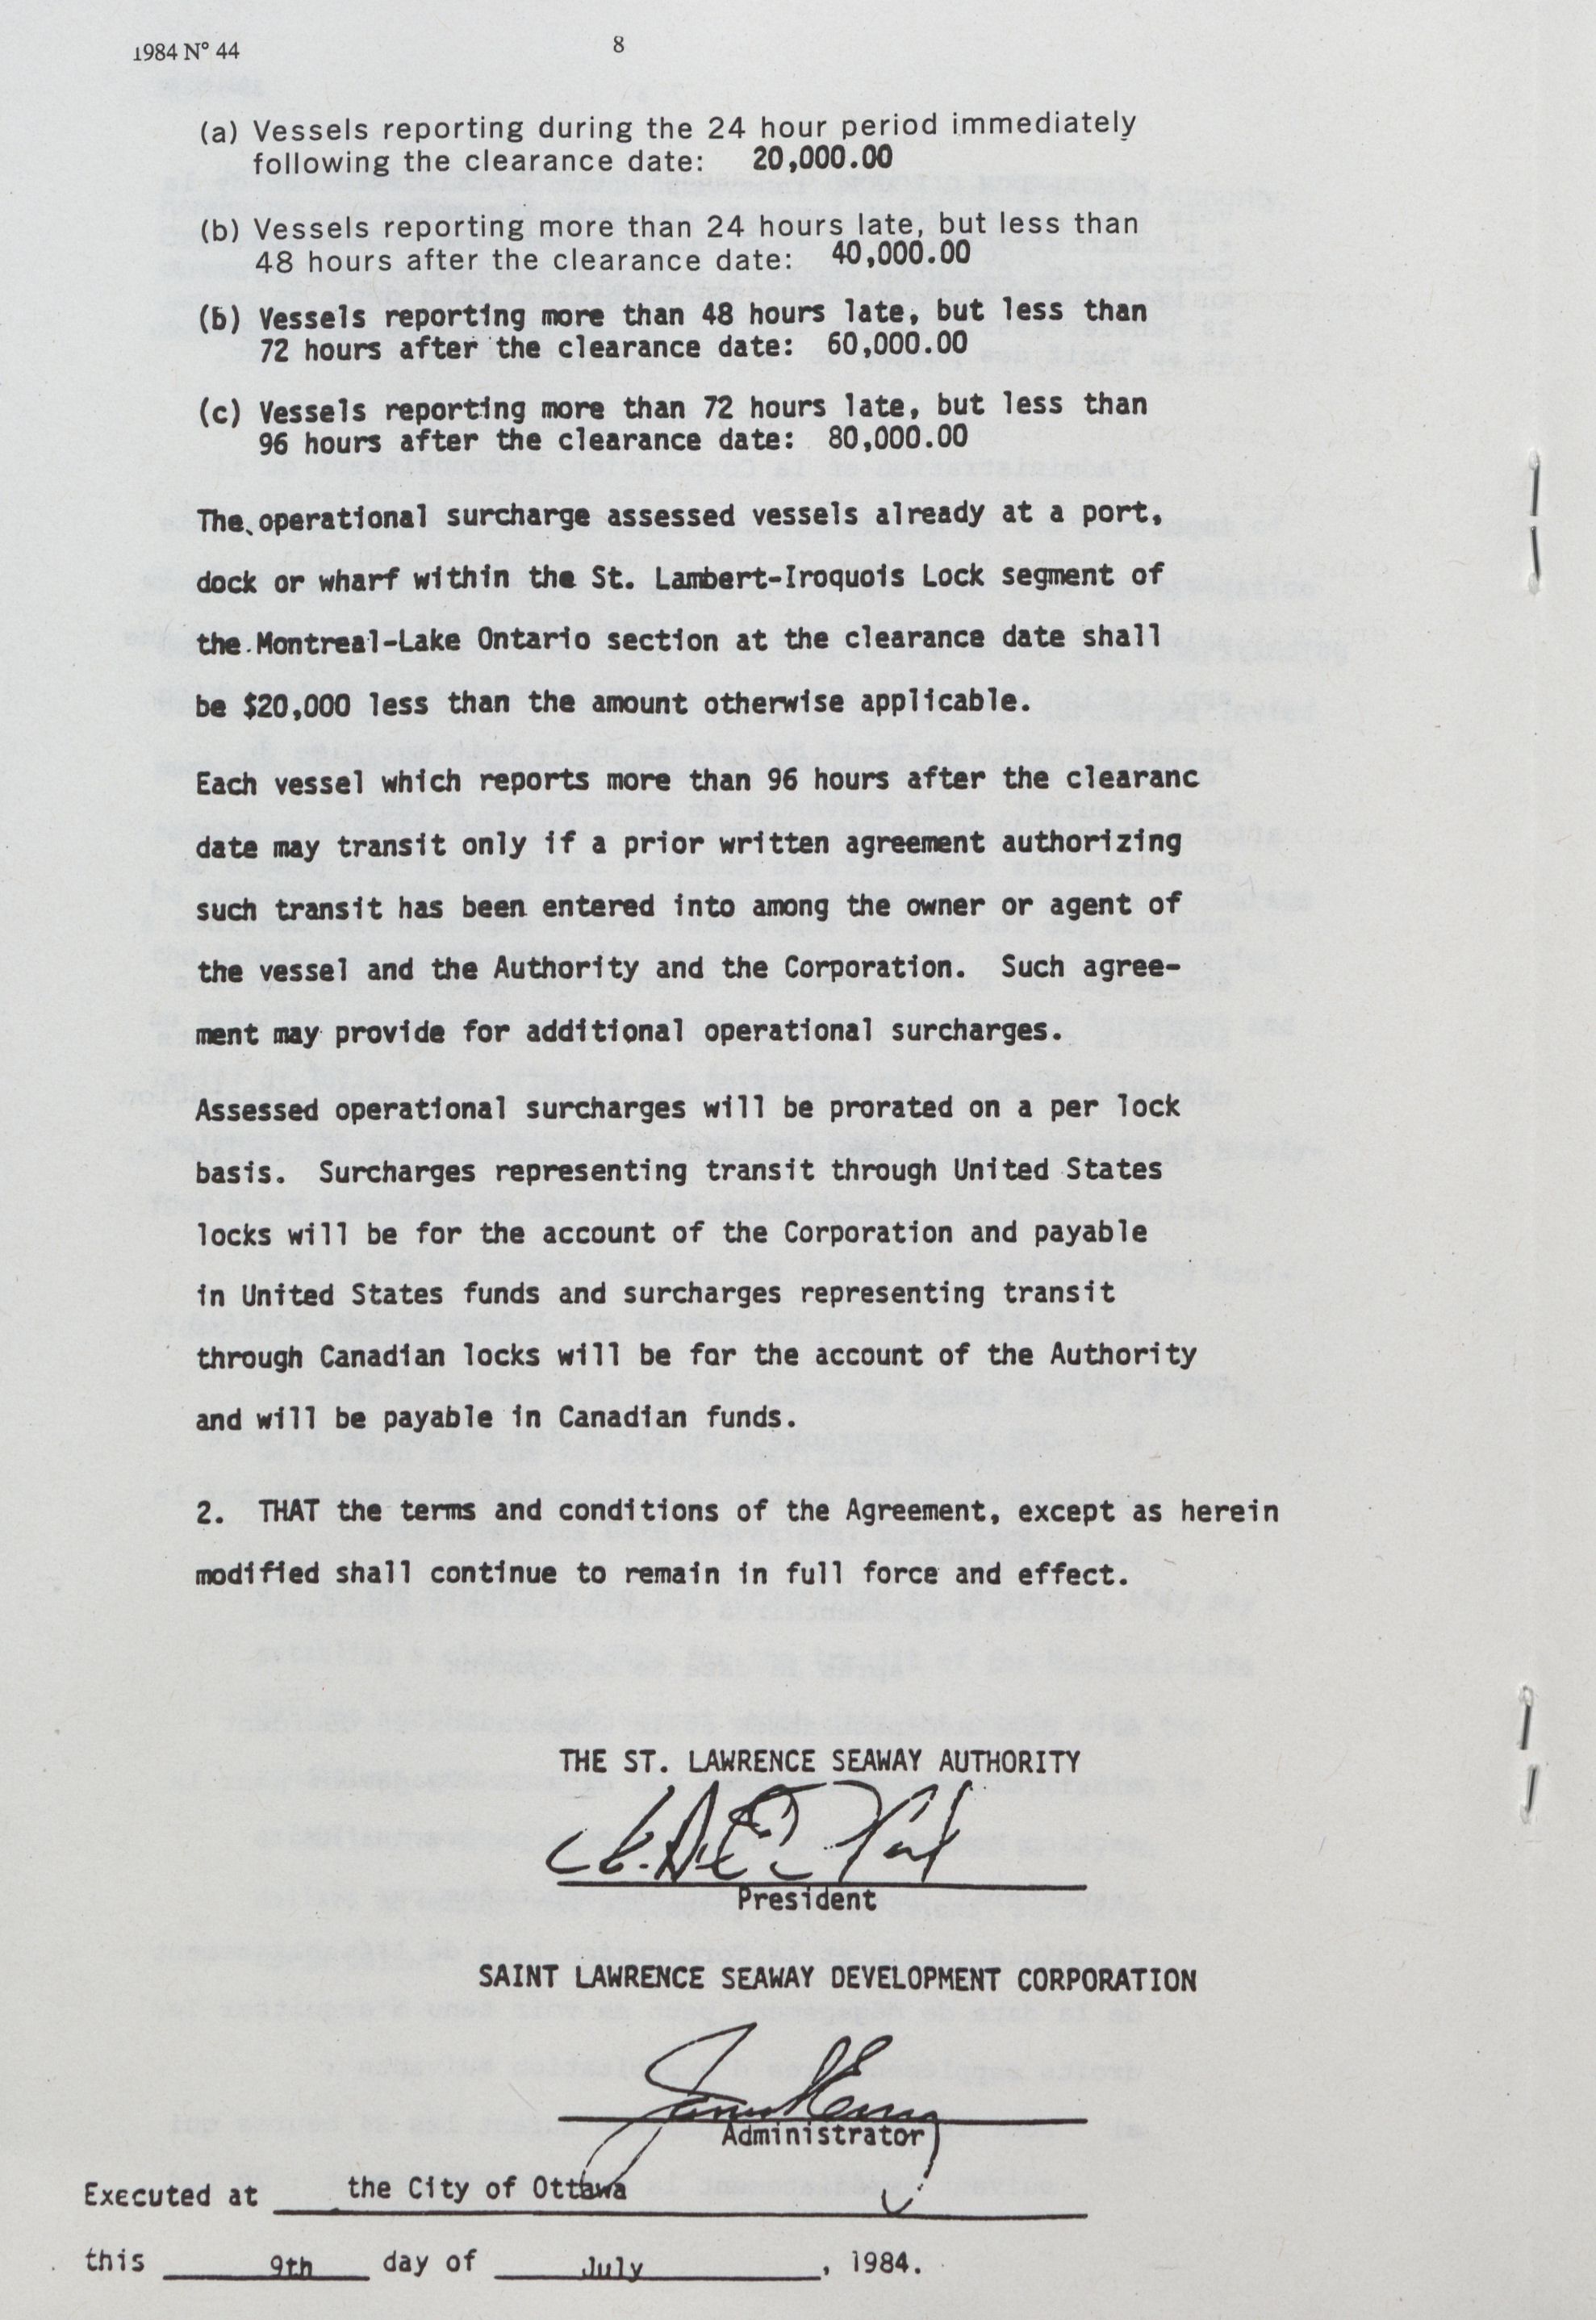 1984 N° 44
8
(a) Vessels reporting during the 24 hour period immediately
following the clearance date: 20,000.00
(b) Vessels reporting more than 24 hours late, but less than
48 hours after the clearance date: 40,000.00
(b) Vessels reporting more than 48 hours late, but less than
72 hours after the clearance date: 60,000.00
(c) Vessels reporting more than 72 hours late, but less than
96 hours after the clearance date: 80,000.00
The operational surcharge assessed vessels already at a port,
dock or wharf within the St. Lambert-Iroquois Lock segment of
the Montreal-Lake Ontario section at the clearance date shall
be $20,000 less than the amount otherwise applicable.
Each vessel which reports more than 96 hours after the clearanc
date may transit only if a prior written agreement authorizing
such transit has been entered into among the owner or agent of
the vessel and the Authority and the Corporation. Such agree-
ment may provide for additional operational surcharges.
Assessed operational surcharges will be prorated on a per lock
basis. Surcharges representing transit through United States
locks will be for the account of the Corporation and payable
in United States funds and surcharges representing transit
through Canadian locks will be for the account of the Authority
and will be payable in Canadian funds.
2. THAT the terms and conditions of the Agreement, except as herein
modified shall continue to remain in full force and effect.
THE ST. LAWRENCE SEAWAY AUTHORITY
President
SAINT LAWRENCE SEAWAY DEVELOPMENT CORPORATION
Administrator
Executed at the City of Ottawa
this 9th day of July, 1984.